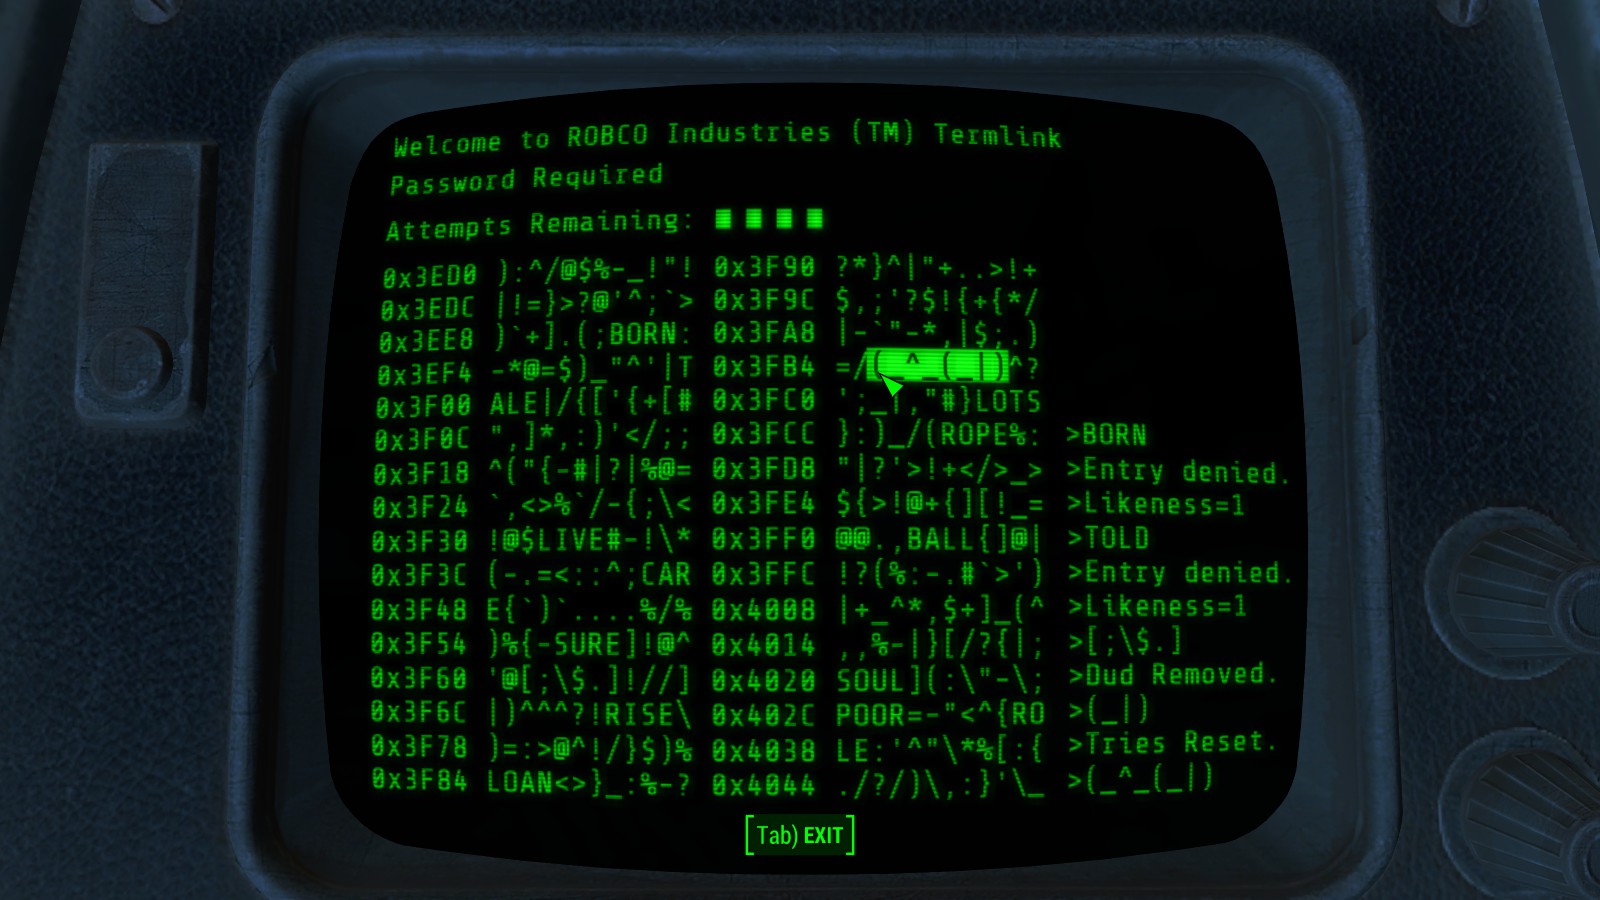 Welcome to ROBCO Industries (TM) Termlink
Password Required
Attempts Remaining: ■ ■ ■ ■
0x3ED0 ):^/@$%-_!"! 0x3F90 ?*}^|"+..>!+
0x3EDC |!=}>?@'^;`> 0x3F9C $,;'?$!{+{*/
0x3EE8 )`+].(;BORN: 0x3FA8 |-`"-*,|$;.)
0x3EF4 -*@=$)_"^'|T 0x3FB4 =/(_^_(_|)^?
0x3F00 ALE|/{['{+[# 0x3FC0 ';_|,"#}LOTS
0x3F0C ",]*,:)'</;; 0x3FCC }:)_/(ROPE%: >BORN
0x3F18 ^("{-#|?|%@= 0x3FD8 "|?'>!+</>_> >Entry denied.
0x3F24 `,<>%`/-{;\< 0x3FE4 ${>!@+{][!_= >Likeness=1
0x3F30 !@$LIVE#-!\* 0x3FF0 @@.,BALL{]@| >TOLD
0x3F3C (-.=<::^;CAR 0x3FFC !?(%:-.#`>') >Entry denied.
0x3F48 E{`)`....%/% 0x4008 |+_^*,$+]_(^ >Likeness=1
0x3F54 )%{-SURE]!@^ 0x4014 ,,%-|}[/?{|; >[;\$.]
0x3F60 '@[;\$.]!//] 0x4020 SOUL](:\"-\; >Dud Removed.
0x3F6C |)^^^?!RISE\ 0x402C POOR=-"<^{RO >(_|)
0x3F78 )=:>@^!/}$)% 0x4038 LE:'^"\*%[:{ >Tries Reset.
0x3F84 LOAN<>}_:%-? 0x4044 ./?/)\,:}'\_ >(_^_(_|)
Tab) EXIT